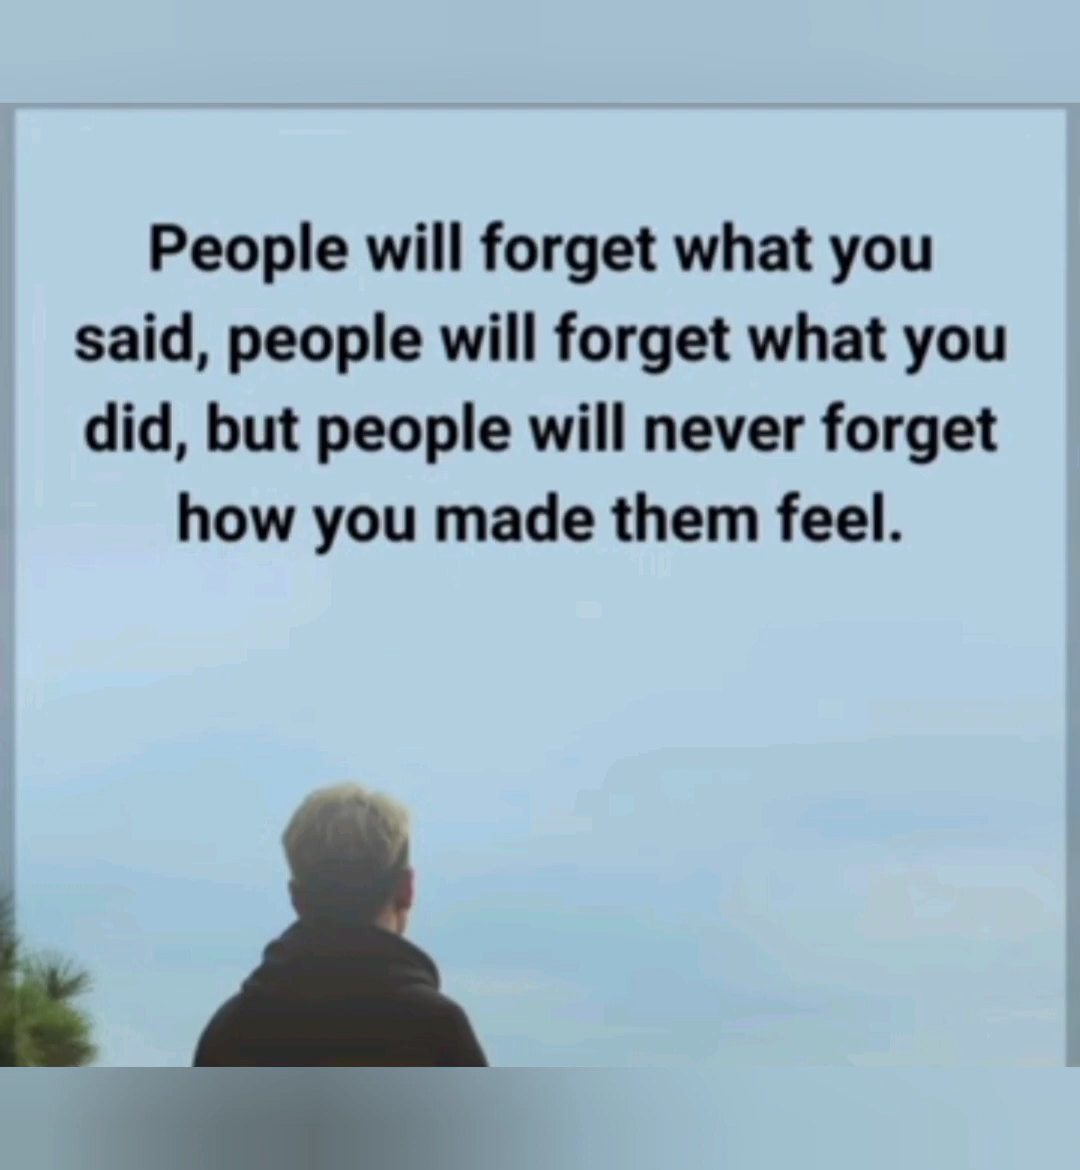 People will forget what you
said, people will forget what you
did, but people will never forget
how you made them feel.